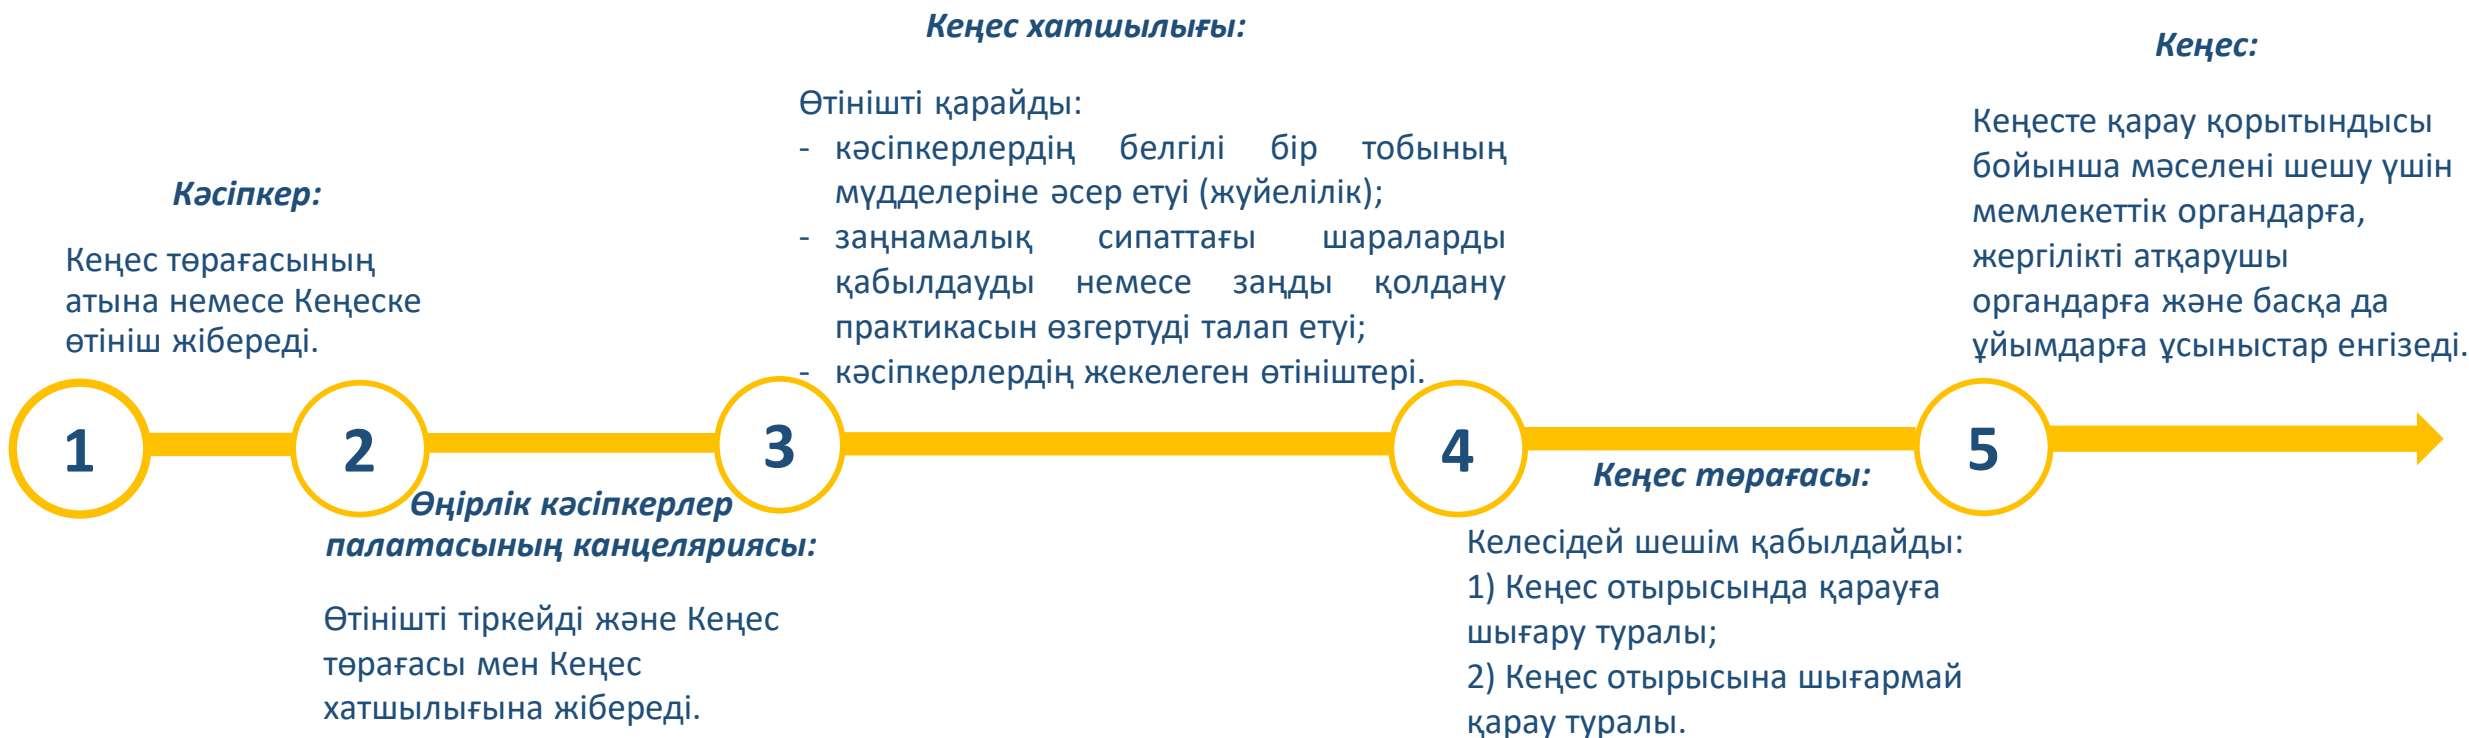 Кәсіпкер:
Кеңес төрағасының
атына немесе Кеңеске
өтініш жібереді.
1
2
Өңірлік кәсіпкерлер
палатасының канцеляриясы:
Өтінішті тіркейді және Кеңес
төрағасы мен Кеңес
хатшылығына жібереді.
Кеңес хатшылығы:
Өтінішті қарайды:
- кәсіпкерлердің белгілі бір тобының
мүдделеріне әсер етуі (жүйелілік);
- заңнамалық сипаттағы шараларды
қабылдауды немесе заңды қолдану
практикасын өзгертуді талап етуі;
- кәсіпкерлердің жекелеген өтініштері.
3
4
Кеңес төрағасы:
Келесідей шешім қабылдайды:
1) Кеңес отырысында қарауға
шығару туралы;
2) Кеңес отырысына шығармай
қарау туралы.
Кеңес:
Кеңесте қарау қорытындысы
бойынша мәселені шешу үшін
мемлекеттік органдарға,
жергілікті атқарушы
органдарға және басқа да
ұйымдарға ұсыныстар енгізеді.
5